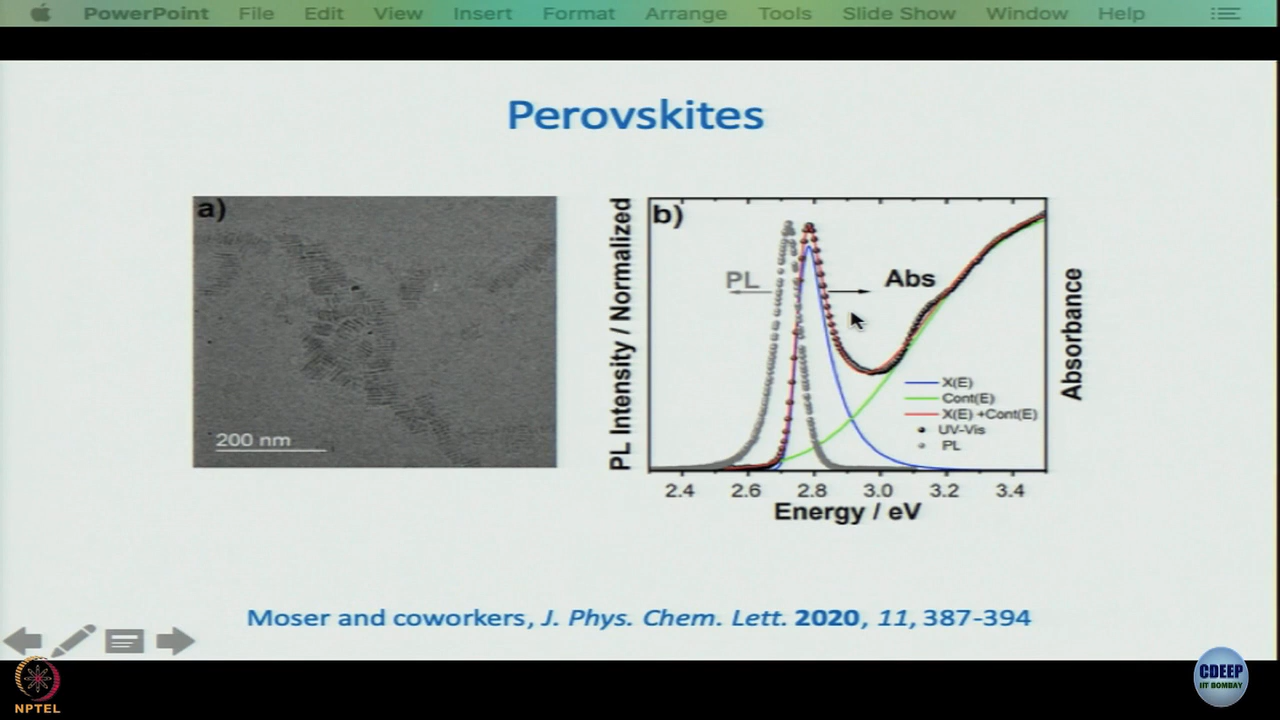 PowerPoint File Edit View Insert Format Arrange Tools Slide Show Window Help
Perovskites
a)
200 nm
b)
PL
Abs
X(E)
Cont(E)
X(E) +Cont(E)
UV-Vis
PL
PL Intensity / Normalized
Absorbance
2.4 2.6 2.8 3.0 3.2 3.4
Energy / eV
Moser and coworkers, J. Phys. Chem. Lett. 2020, 11, 387-394
NPTEL
CDEEP
IIT BOMBAY